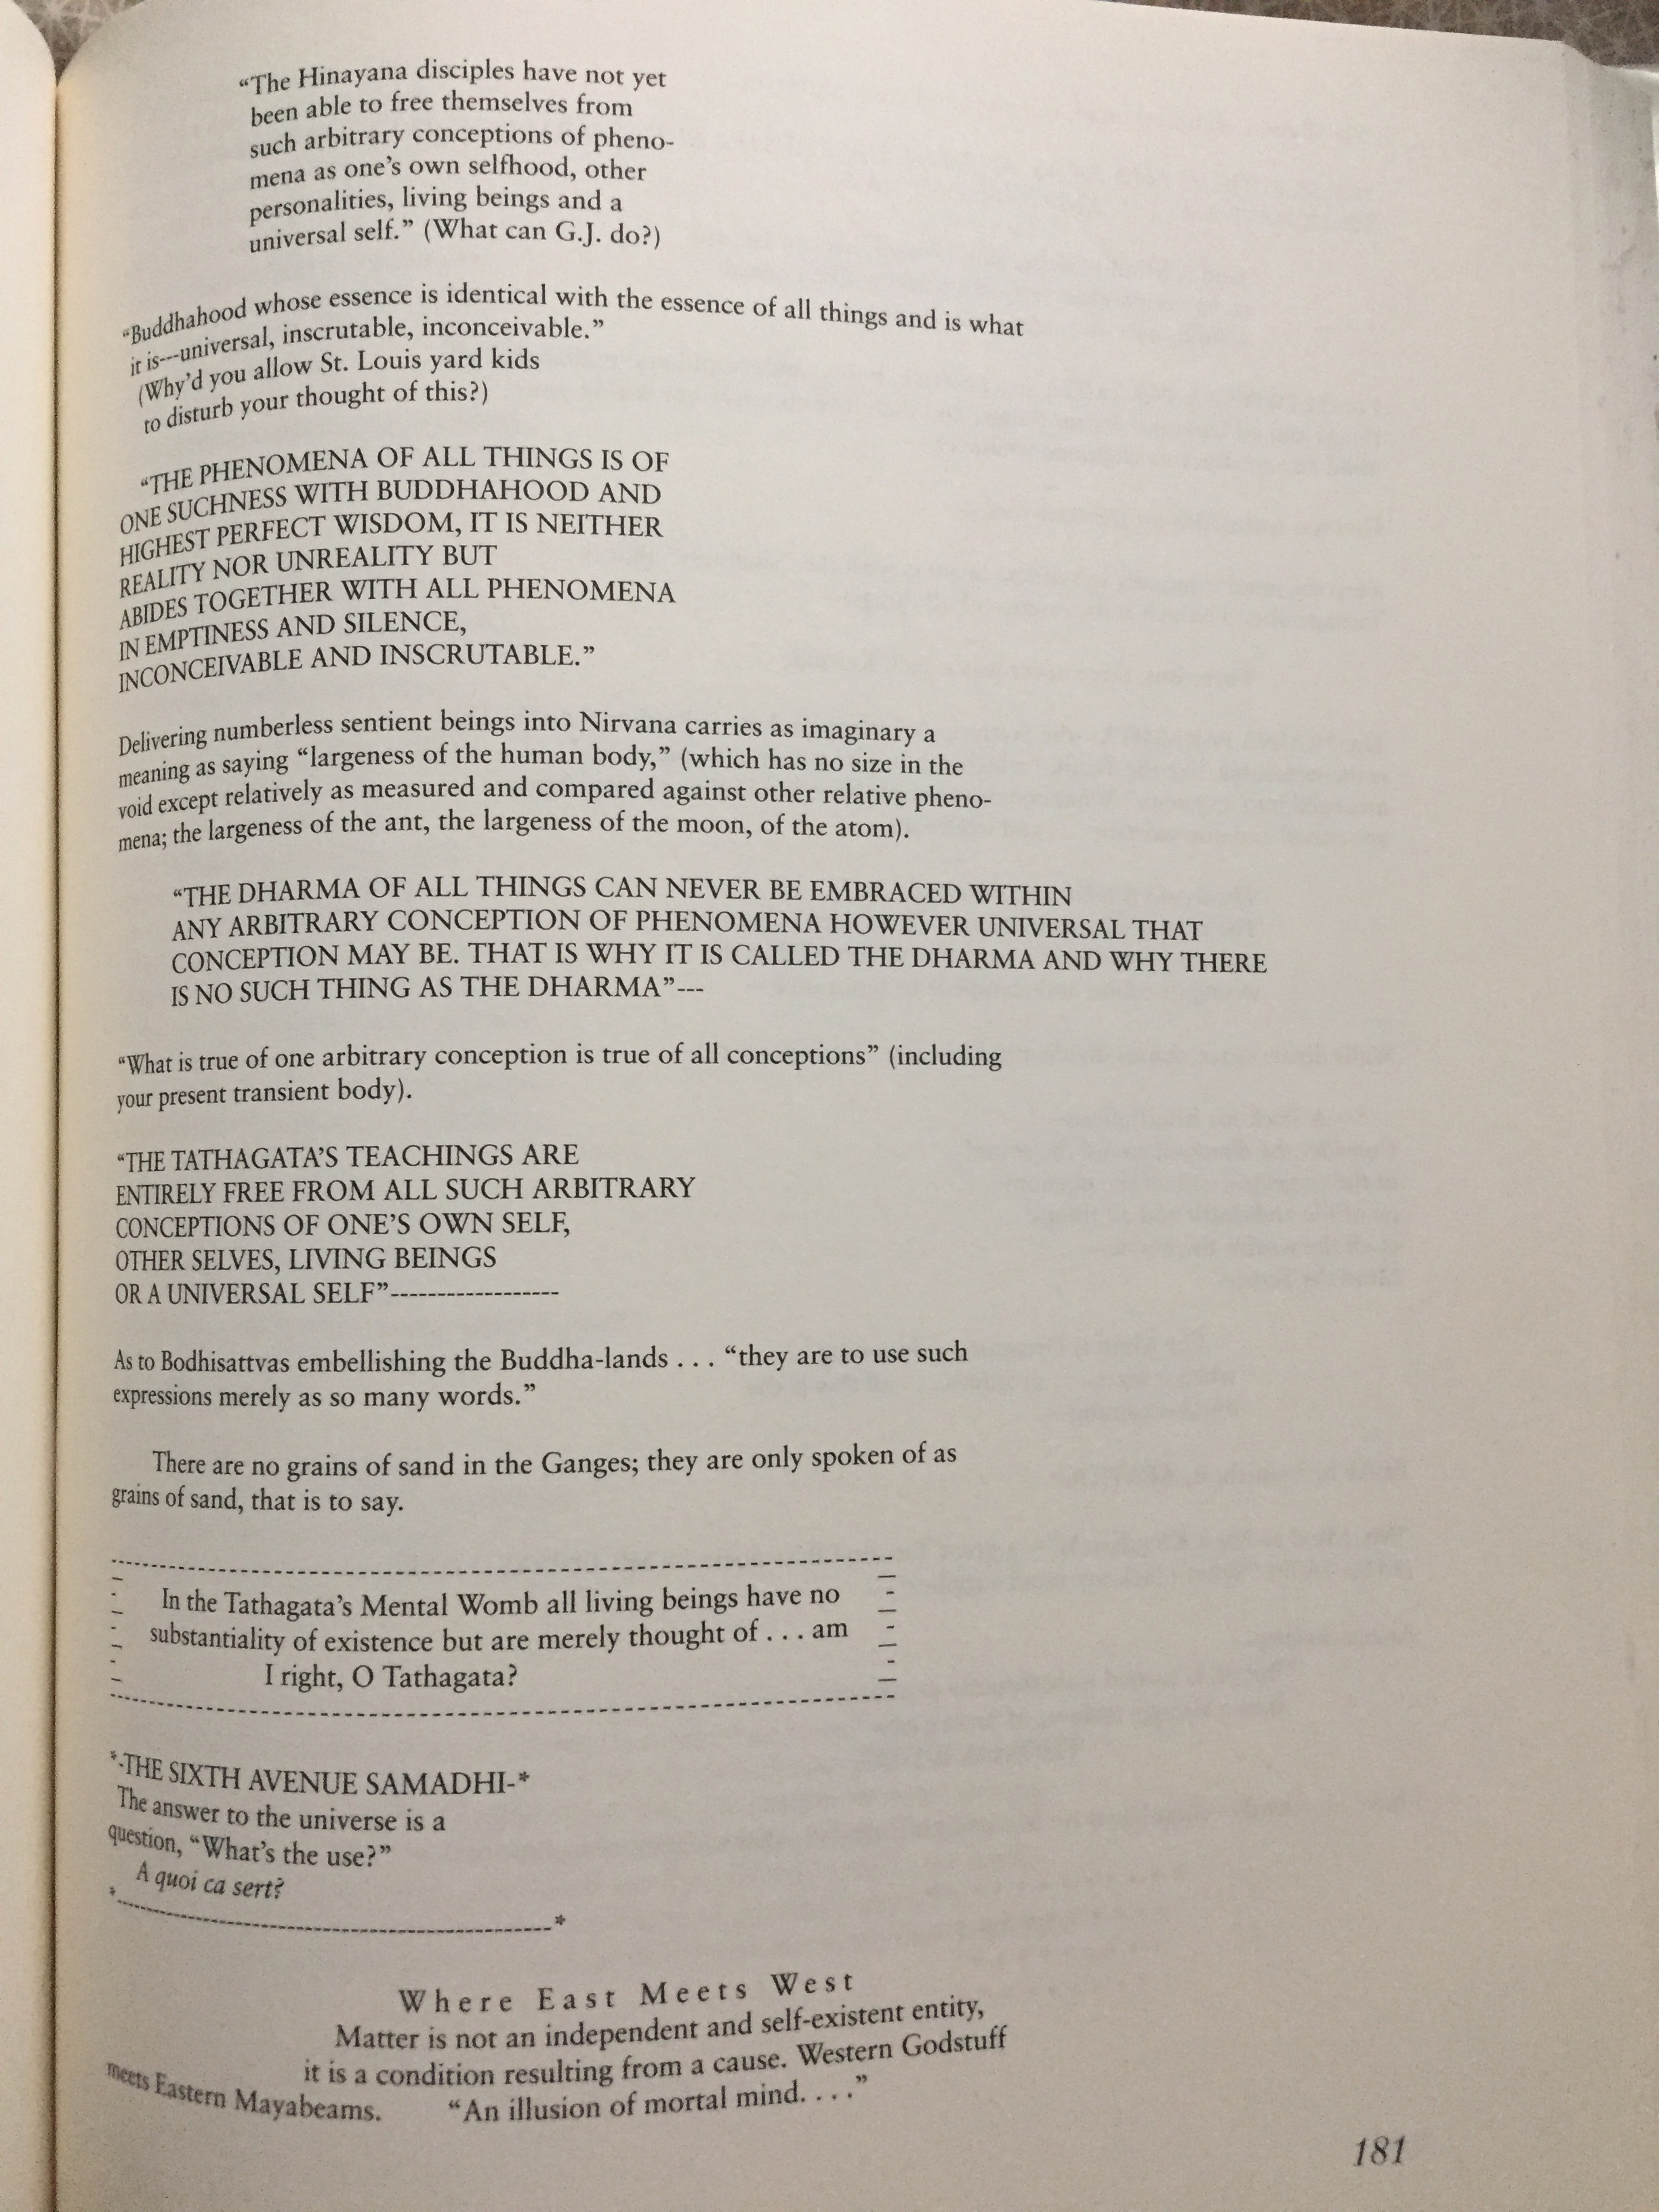 “The Hinayana disciples have not yet
been able to free themselves from
such arbitrary conceptions of pheno-
mena as one’s own selfhood, other
personalities, living beings and a
universal self.” (What can G.J. do?)
“Buddhahood whose essence is identical with the essence of all things and is what
it is---universal, inscrutable, inconceivable.”
(Why’d you allow St. Louis yard kids
to disturb your thought of this?)
“THE PHENOMENA OF ALL THINGS IS OF
ONE SUCHNESS WITH BUDDHAHOOD AND
HIGHEST PERFECT WISDOM, IT IS NEITHER
REALITY NOR UNREALITY BUT
ABIDES TOGETHER WITH ALL PHENOMENA
IN EMPTINESS AND SILENCE,
INCONCEIVABLE AND INSCRUTABLE.”
Delivering numberless sentient beings into Nirvana carries as imaginary a
meaning as saying “largeness of the human body,” (which has no size in the
void except relatively as measured and compared against other relative pheno-
mena; the largeness of the ant, the largeness of the moon, of the atom).
“THE DHARMA OF ALL THINGS CAN NEVER BE EMBRACED WITHIN
ANY ARBITRARY CONCEPTION OF PHENOMENA HOWEVER UNIVERSAL THAT
CONCEPTION MAY BE. THAT IS WHY IT IS CALLED THE DHARMA AND WHY THERE
IS NO SUCH THING AS THE DHARMA”---
“What is true of one arbitrary conception is true of all conceptions” (including
your present transient body).
“THE TATHAGATA’S TEACHINGS ARE
ENTIRELY FREE FROM ALL SUCH ARBITRARY
CONCEPTIONS OF ONE’S OWN SELF,
OTHER SELVES, LIVING BEINGS
OR A UNIVERSAL SELF”------------------
As to Bodhisattvas embellishing the Buddha-lands . . . “they are to use such
expressions merely as so many words.”
There are no grains of sand in the Ganges; they are only spoken of as
grains of sand, that is to say.
In the Tathagata’s Mental Womb all living beings have no
substantiality of existence but are merely thought of . . . am
I right, O Tathagata?
*-THE SIXTH AVENUE SAMADHI-*
The answer to the universe is a
question, “What’s the use?”
A quoi ca sert?
*----------------------------------------------*
Where East Meets West
Matter is not an independent and self-existent entity,
it is a condition resulting from a cause. Western Godstuff
meets Eastern Mayabeams. “An illusion of mortal mind. . . .”
181